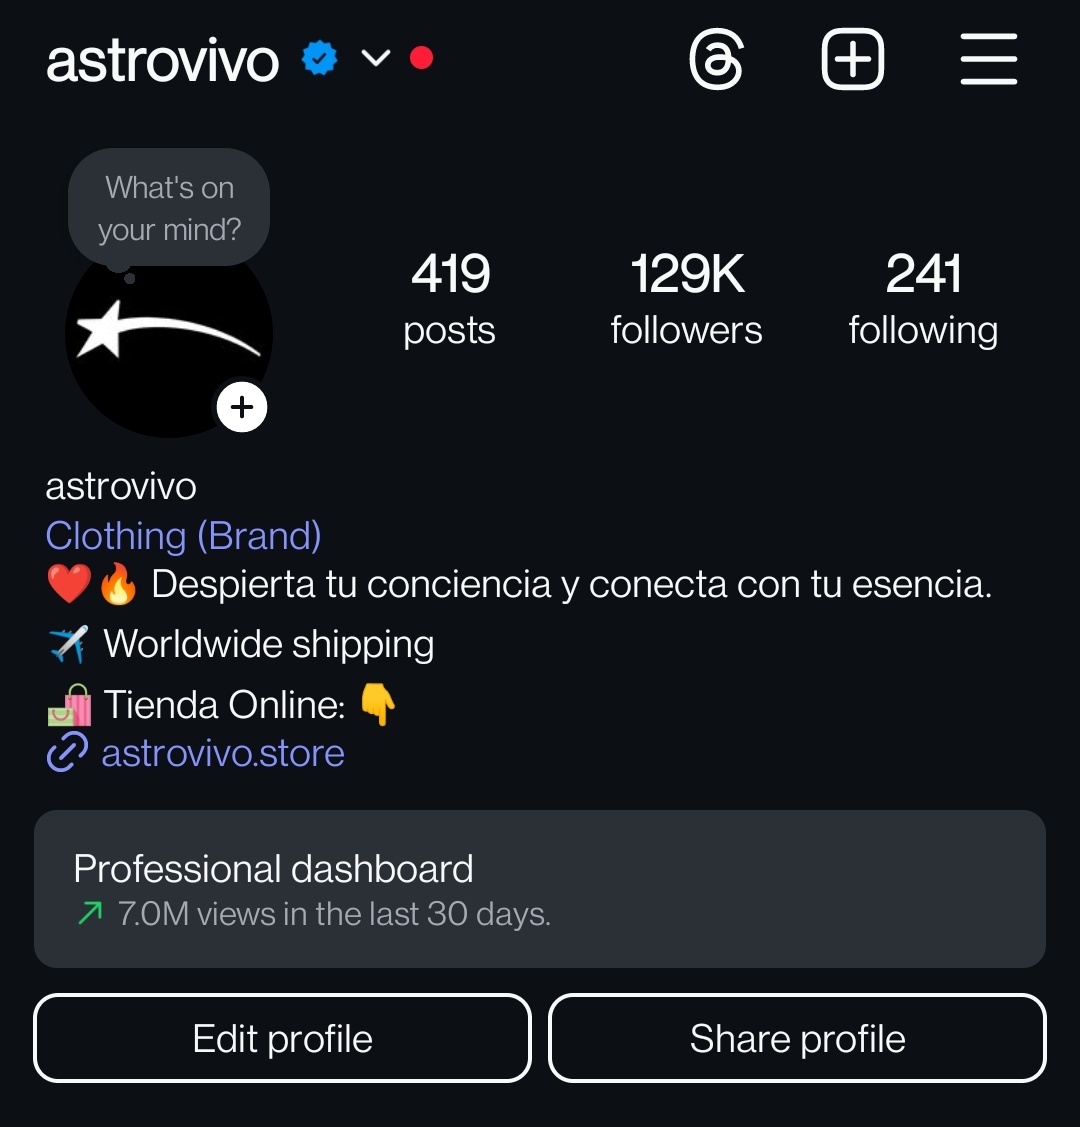 astrovivo
What's on
your mind?
419
posts
129K
followers
241
following
astrovivo
Clothing (Brand)
❤️🔥 Despierta tu conciencia y conecta con tu esencia.
✈️ Worldwide shipping
🛍️ Tienda Online: 👇
astrovivo.store
Professional dashboard
7.0M views in the last 30 days.
Edit profile
Share profile